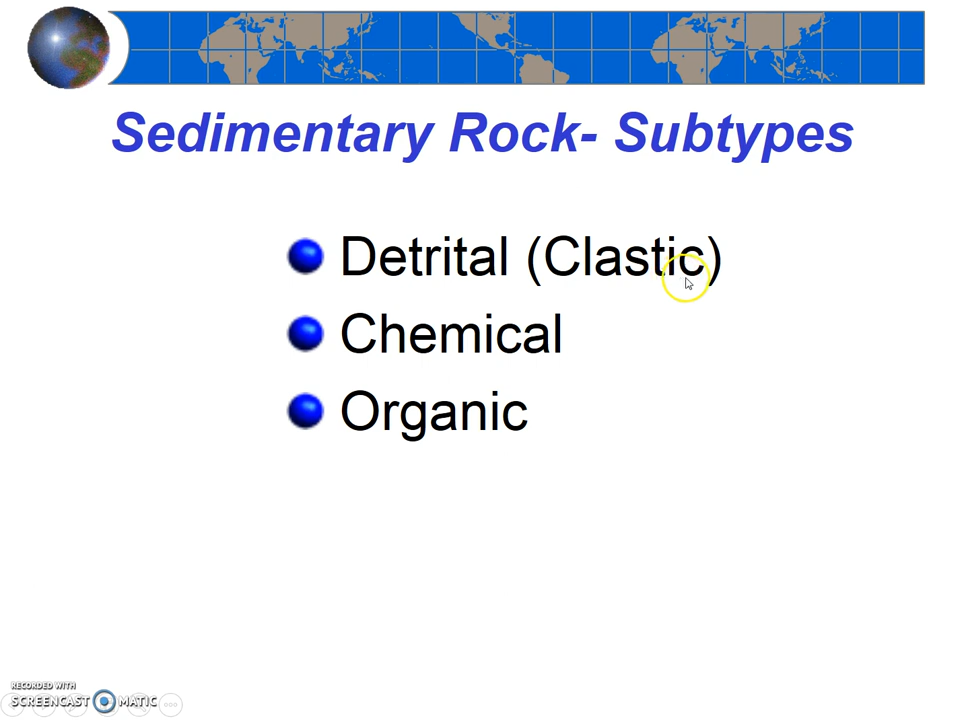 Sedimentary Rock- Subtypes
Detrital (Clastic)
Chemical
Organic
RECORDED WITH
SCREENCAST MATIC